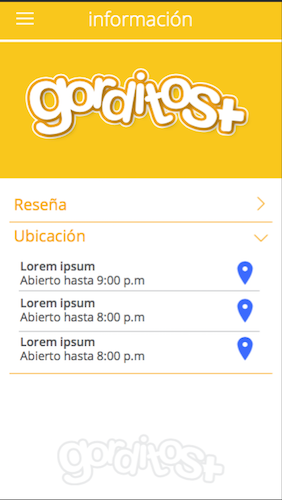 información
gorditos+
Reseña
Ubicación
Lorem ipsum
Abierto hasta 9:00 p.m
Lorem ipsum
Abierto hasta 8:00 p.m
Lorem ipsum
Abierto hasta 8:00 p.m
gorditos+